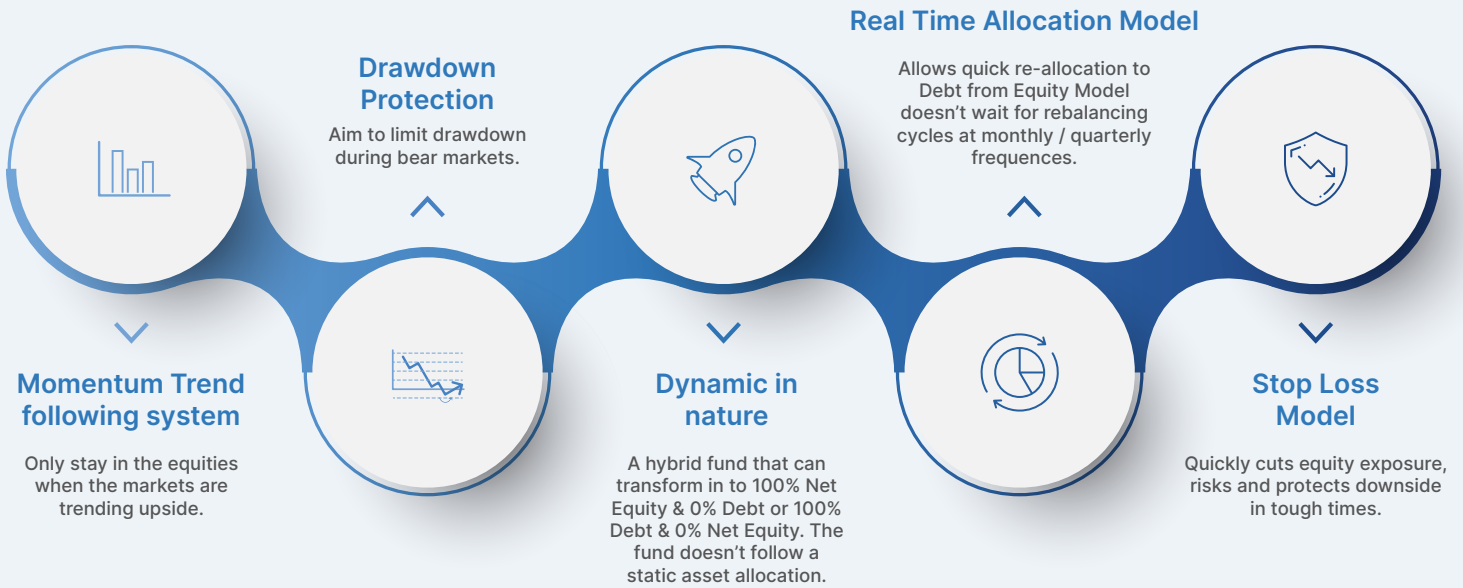 Momentum Trend
following system
Only stay in the equities
when the markets are
trending upside.
Drawdown
Protection
Aim to limit drawdown
during bear markets.
Dynamic in
nature
A hybrid fund that can
transform in to 100% Net
Equity & 0% Debt or 100%
Debt & 0% Net Equity. The
fund doesn’t follow a
static asset allocation.
Real Time Allocation Model
Allows quick re-allocation to
Debt from Equity Model
doesn’t wait for rebalancing
cycles at monthly / quarterly
frequences.
Stop Loss
Model
Quickly cuts equity exposure,
risks and protects downside
in tough times.